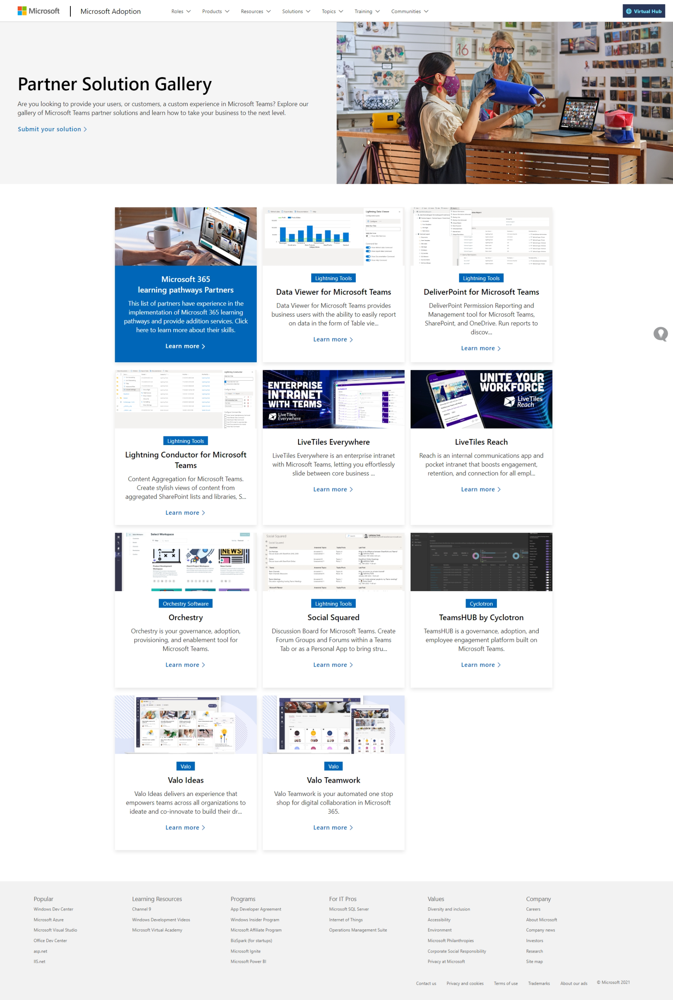 Microsoft
Microsoft Adoption
Roles
Products
Resources
Solutions
Topics
Training
Communities
Virtual Hub
Partner Solution Gallery
Are you looking to provide your users, or customers, a custom experience in Microsoft Teams? Explore our
gallery of Microsoft Teams partner solutions and learn how to take your business to the next level.
Submit your solution
16
Microsoft 365
learning pathways Partners
This list of partners have experience in the
implementation of Microsoft 365 learning
pathways and provide addition services. Click
here to learn more about their skills.
Learn more
Lightning Data Viewer
Lightning Tools
Data Viewer for Microsoft Teams
Data Viewer for Microsoft Teams provides
business users with the ability to easily report
on data in the form of Table vie...
Learn more
Lightning Tools
DeliverPoint for Microsoft Teams
DeliverPoint Permission Reporting and
Management tool for Microsoft Teams,
SharePoint, and OneDrive. Run reports to
discov...
Learn more
Lightning Conductor
Lightning Tools
Lightning Conductor for Microsoft
Teams
Content Aggregation for Microsoft Teams.
Create stylish views of content from
aggregated SharePoint lists and libraries, S...
Learn more
ENTERPRISE
INTRANET
WITH TEAMS
LiveTiles
Everywhere
LiveTiles Everywhere
LiveTiles Everywhere is an enterprise intranet
with Microsoft Teams, letting you effortlessly
slide between core business ...
Learn more
UNITE YOUR
WORKFORCE
LiveTiles
Reach
LiveTiles Reach
Reach is an internal communications app and
pocket intranet that boosts engagement,
retention, and connection for all empl...
Learn more
Select Workspace
NEWS
Product Development
Workspace
News Center
Orchestry Software
Orchestry
Orchestry is your governance, adoption,
provisioning, and enablement tool for
Microsoft Teams.
Learn more
Social Squared
Social Squared
Lightning Tools
Social Squared
Discussion Board for Microsoft Teams. Create
Forum Groups and Forums within a Teams
Tab or as a Personal App to bring stru...
Learn more
Cyclotron
TeamsHUB by Cyclotron
TeamsHUB is a governance, adoption, and
employee engagement platform built on
Microsoft Teams.
Learn more
Valo
Valo Ideas
Valo Ideas delivers an experience that
empowers teams across all organizations to
ideate and co-innovate to build their dr...
Learn more
Valo
Valo Teamwork
Valo Teamwork is your automated one stop
shop for digital collaboration in Microsoft
365.
Learn more
Popular
Windows Dev Center
Microsoft Azure
Microsoft Visual Studio
Office Dev Center
asp.net
IIS.net
Learning Resources
Channel 9
Windows Development Videos
Microsoft Virtual Academy
Programs
App Developer Agreement
Windows Insider Program
Microsoft Affiliate Program
BizSpark (for startups)
Microsoft Ignite
Microsoft Power BI
For IT Pros
Microsoft SQL Server
Internet of Things
Operations Management Suite
Values
Diversity and inclusion
Accessibility
Environment
Microsoft Philanthropies
Corporate Social Responsibility
Privacy at Microsoft
Company
Careers
About Microsoft
Company news
Investors
Research
Site map
Contact us
Privacy and cookies
Terms of use
Trademarks
About our ads
© Microsoft 2021